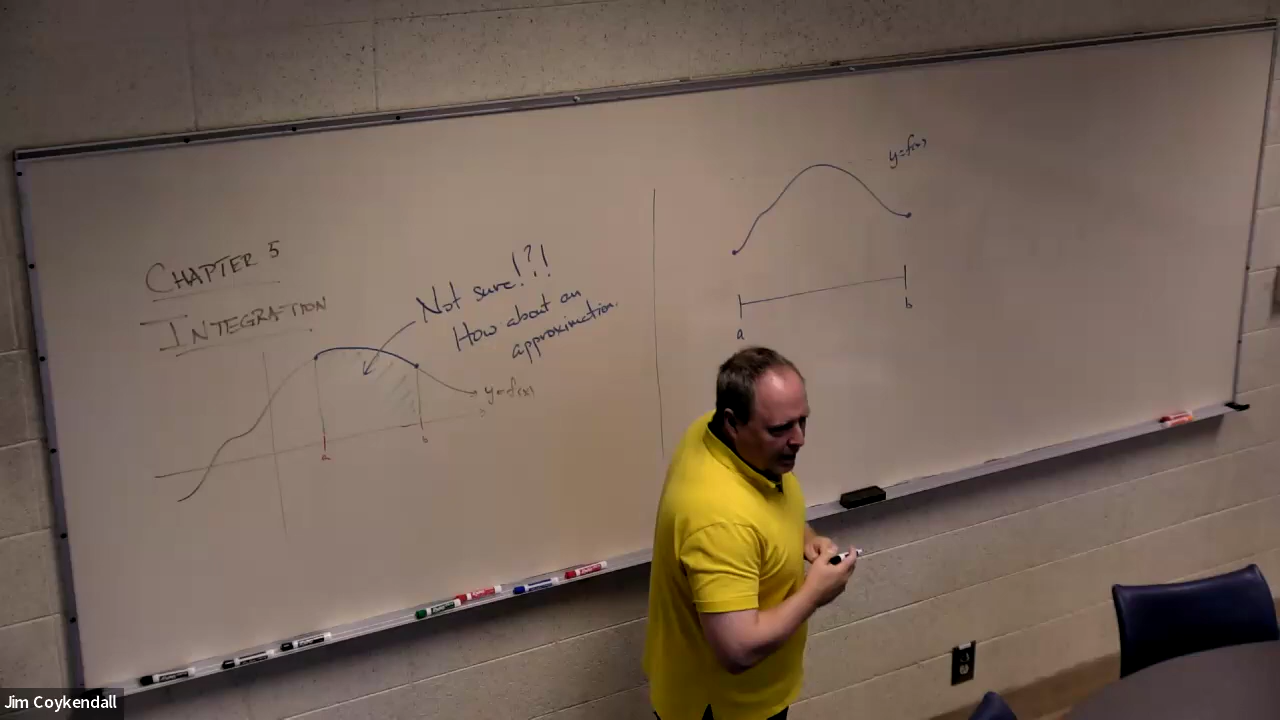 CHAPTER 5
INTEGRATION
Not sure!?!
How about an
approximation.
y=f(x)
a
b
y=f(x)
a
b
Jim Coykendall